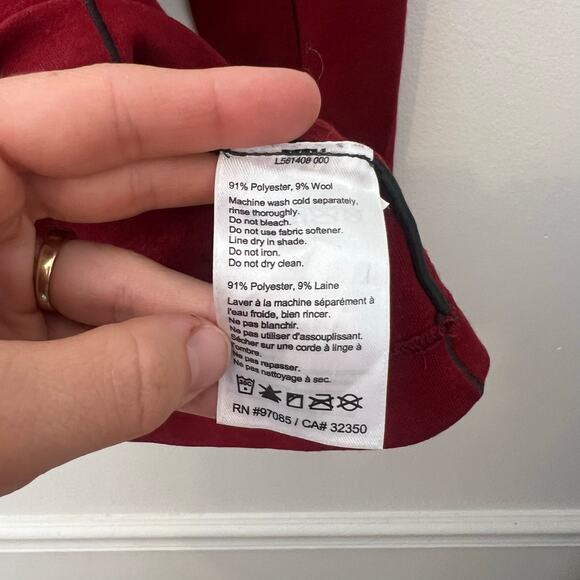 L561408 000
91% Polyester, 9% Wool
Machine wash cold separately,
rinse thoroughly.
Do not bleach.
Do not use fabric softener.
Line dry in shade.
Do not iron.
Do not dry clean.
91% Polyester, 9% Laine
Laver à la machine séparément à
l'eau froide, bien rincer.
Ne pas blanchir.
Ne pas utiliser d'assouplissant.
Sécher sur une corde à linge à
l'ombre.
Ne pas repasser.
Ne pas nettoyage à sec.
RN #97085 / CA# 32350